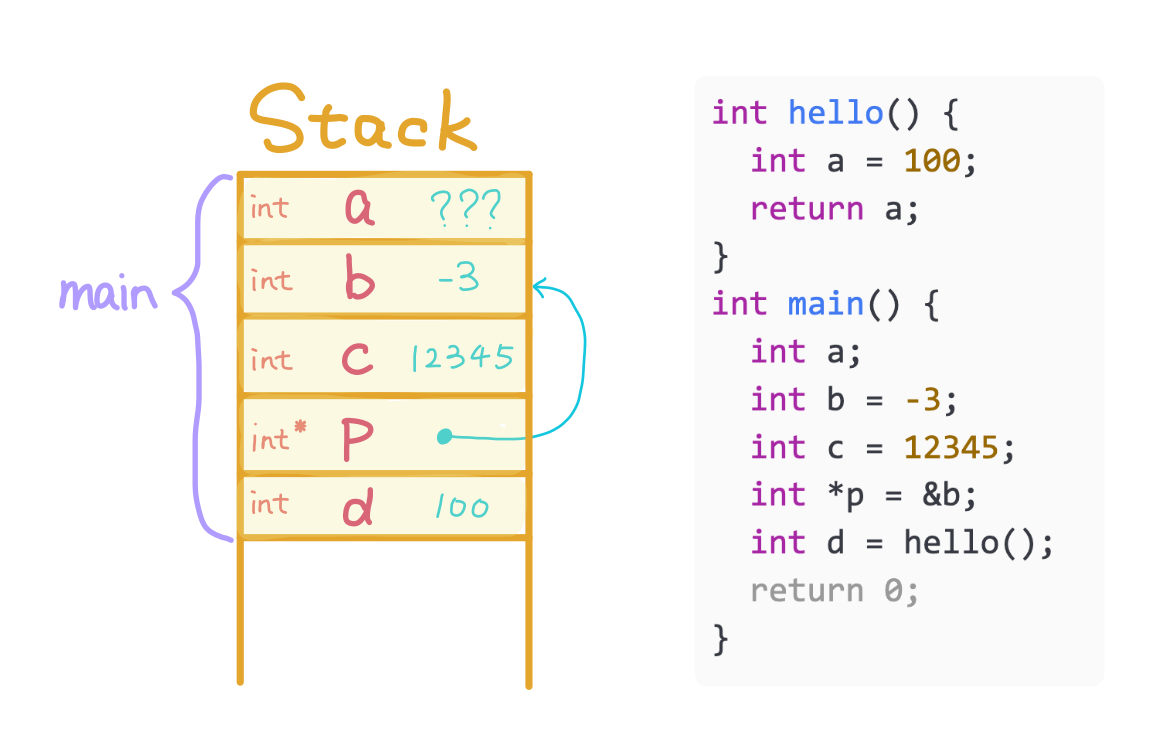 Stack
main
int a ???
int b -3
int c 12345
int* p
int d 100
int hello() {
  int a = 100;
  return a;
}
int main() {
  int a;
  int b = -3;
  int c = 12345;
  int *p = &b;
  int d = hello();
  return 0;
}